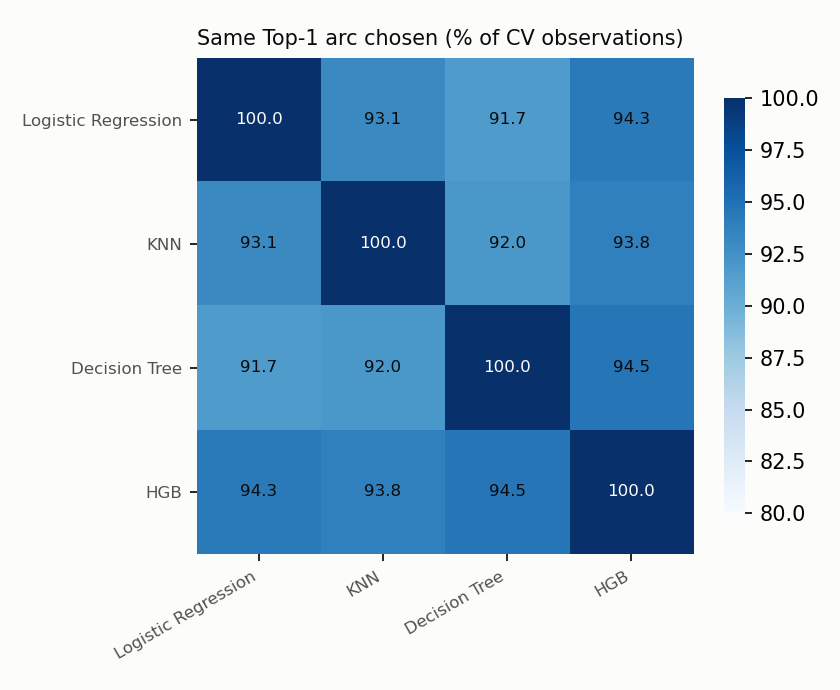 Same Top-1 arc chosen (% of CV observations)
Logistic Regression 100.0 93.1 91.7 94.3
KNN 93.1 100.0 92.0 93.8
Decision Tree 91.7 92.0 100.0 94.5
HGB 94.3 93.8 94.5 100.0
Logistic Regression KNN Decision Tree HGB
100.0
97.5
95.0
92.5
90.0
87.5
85.0
82.5
80.0